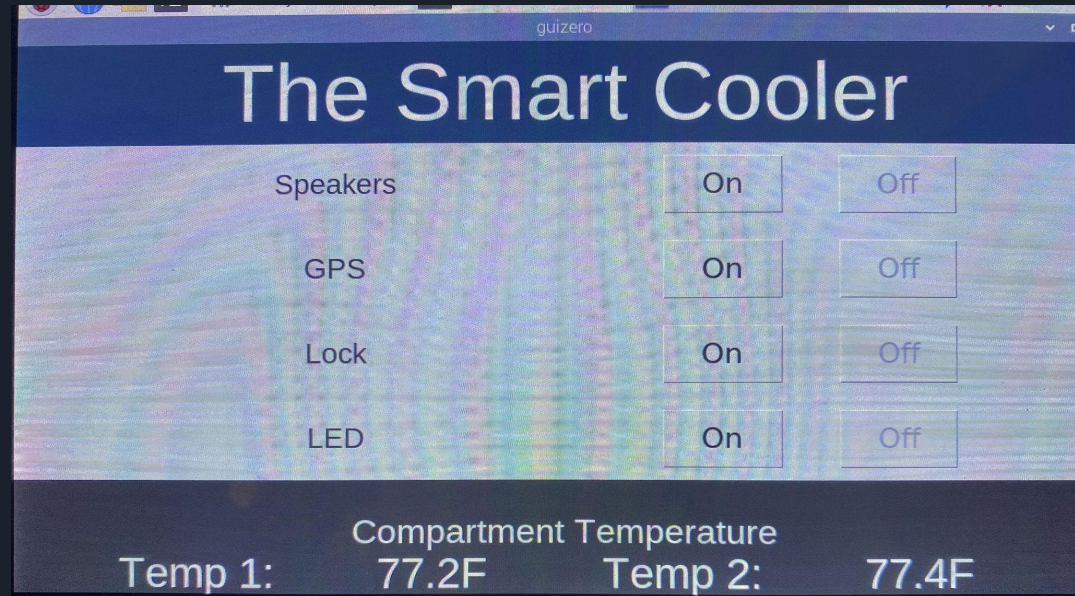 guizero
The Smart Cooler
Speakers On Off
GPS On Off
Lock On Off
LED On Off
Compartment Temperature
Temp 1: 77.2F Temp 2: 77.4F